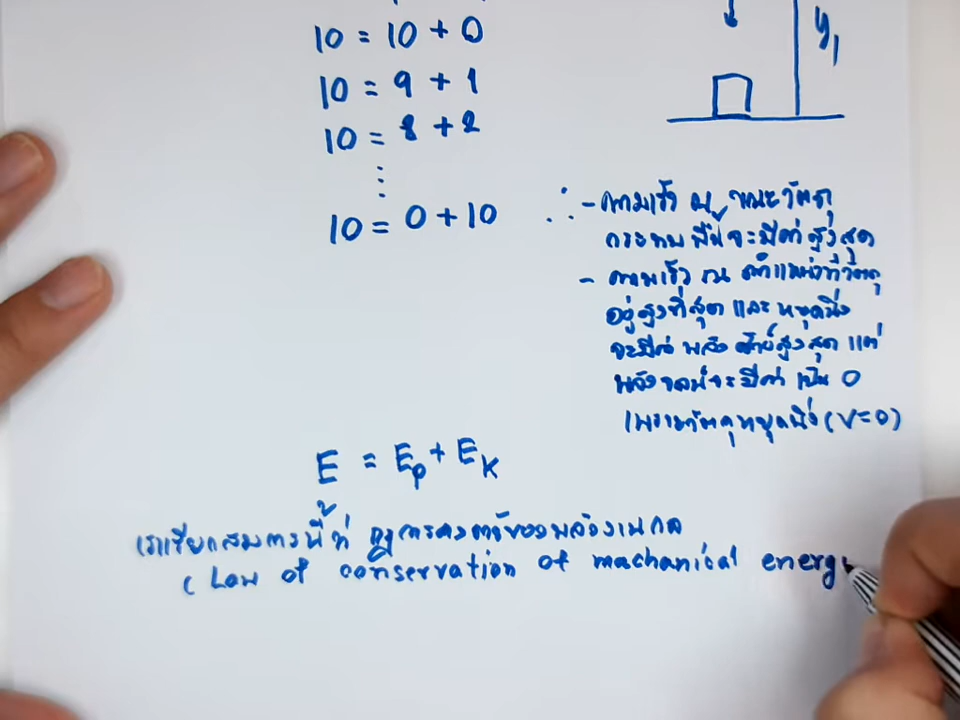 10 = 10 + 0
10 = 9 + 1
10 = 8 + 2
⋮
10 = 0 + 10
y₁
∴ - ความเร็ว ณ ขณะวัตถุ
กระทบพื้นจะมีค่าสูงสุด
- ความเร็ว ณ ตำแหน่งที่วัตถุ
อยู่สูงที่สุด และ หยุดนิ่ง
จะมีค่า พลังศักย์สูงสุด แต่
พลังจลน์จะมีค่า เป็น 0
เพราะวัตถุหยุดนิ่ง (V=0)
E = Eₚ + Eₖ
เราเรียกสมการนี้ว่า กฎการคงตัวของพลังงานกล
( Law of conservation of machanical energy